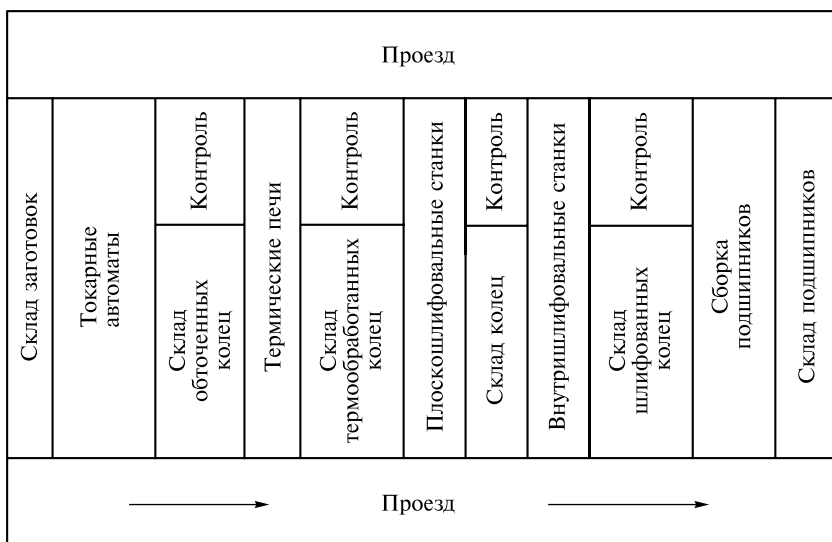 Проезд
Склад заготовок
Токарные
автоматы
Контроль
Склад
обточенных
колец
Термические печи
Контроль
Склад
термообработанных
колец
Плоскошлифовальные станки
Контроль
Склад колец
Внутришлифовальные станки
Контроль
Склад
шлифованных
колец
Сборка
подшипников
Склад подшипников
Проезд